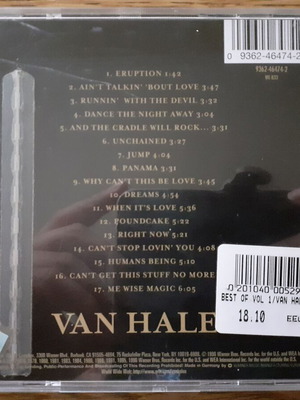 0 9362-46474-2
9362-46474-2
1. ERUPTION 1:42
2. AIN'T TALKIN' 'BOUT LOVE 3:47
3. RUNNIN' WITH THE DEVIL 3:32
4. DANCE THE NIGHT AWAY 3:04
5. AND THE CRADLE WILL ROCK... 3:31
6. UNCHAINED 3:27
7. JUMP 4:04
8. PANAMA 3:31
9. WHY CAN'T THIS BE LOVE 3:45
10. DREAMS 4:54
11. WHEN IT'S LOVE 5:36
12. POUNDCAKE 5:22
13. RIGHT NOW 5:21
14. CAN'T STOP LOVIN' YOU 4:08
15. HUMANS BEING 5:10
16. CAN'T GET THIS STUFF NO MORE
17. ME WISE MAGIC 6:05
VAN HALE
BEST OF VOL 1/VAN HA
18.10